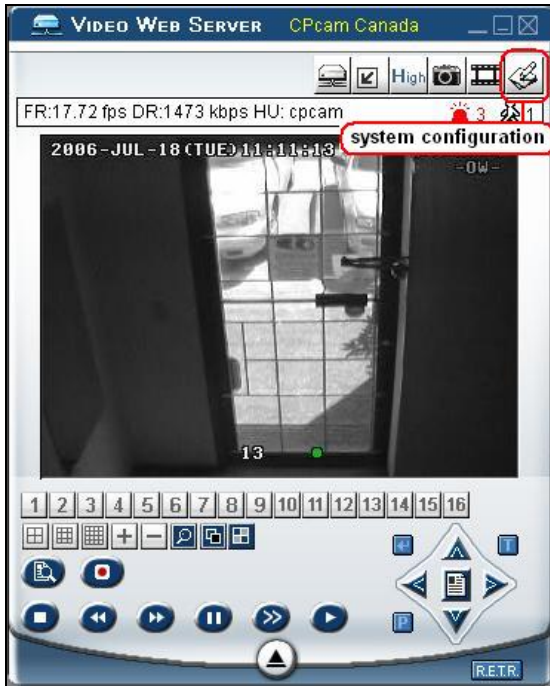 VIDEO WEB SERVER CPcam Canada
High
FR:17.72 fps DR:1473 kbps HU: cpcam 3 1
system configuration
2006-JUL-18(TUE)11:11:13
-OW-
13
1 2 3 4 5 6 7 8 9 10 11 12 13 14 15 16
T
P
R.E.T.R.